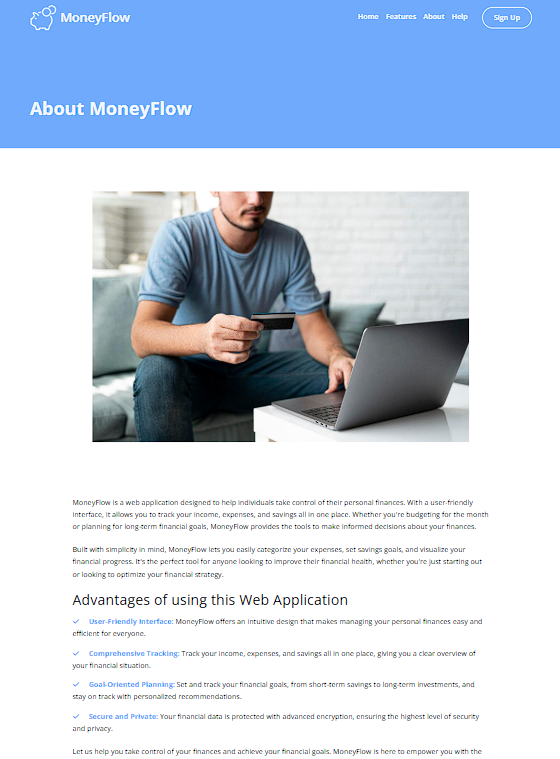 MoneyFlow
Home Features About Help Sign Up
About MoneyFlow
MoneyFlow is a web application designed to help individuals take control of their personal finances. With a user-friendly
interface, it allows you to track your income, expenses, and savings all in one place. Whether you're budgeting for the month
or planning for long-term financial goals, MoneyFlow provides the tools to make informed decisions about your finances.
Built with simplicity in mind, MoneyFlow lets you easily categorize your expenses, set savings goals, and visualize your
financial progress. It's the perfect tool for anyone looking to improve their financial health, whether you're just starting out
or looking to optimize your financial strategy.
Advantages of using this Web Application
User-Friendly Interface: MoneyFlow offers an intuitive design that makes managing your personal finances easy and
efficient for everyone.
Comprehensive Tracking: Track your income, expenses, and savings all in one place, giving you a clear overview of
your financial situation.
Goal-Oriented Planning: Set and track your financial goals, from short-term savings to long-term investments, and
stay on track with personalized recommendations.
Secure and Private: Your financial data is protected with advanced encryption, ensuring the highest level of security
and privacy.
Let us help you take control of your finances and achieve your financial goals. MoneyFlow is here to empower you with the